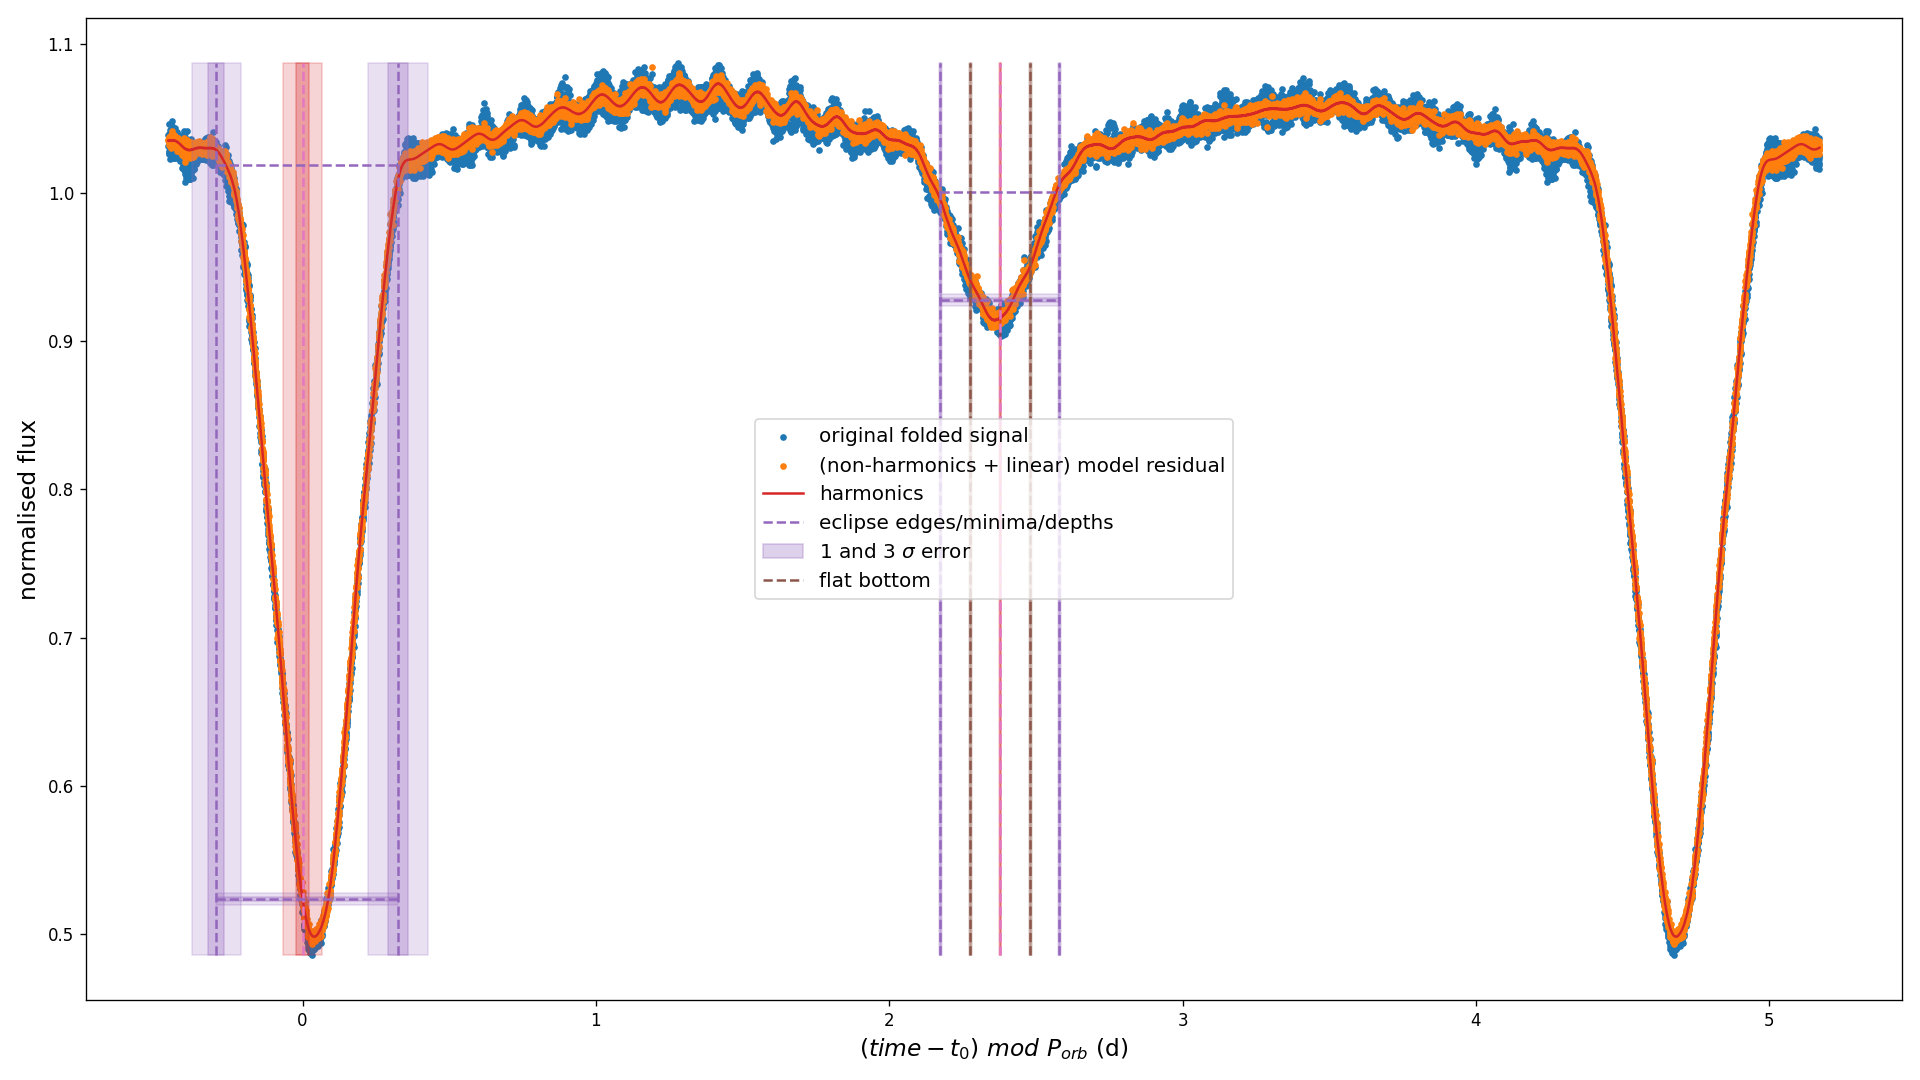 1.1
1.0
0.9
0.8
0.7
0.6
0.5
normalised flux
original folded signal
(non-harmonics + linear) model residual
harmonics
eclipse edges/minima/depths
1 and 3 σ error
flat bottom
0 1 2 3 4 5
(time − t₀) mod Pₒᵣb (d)